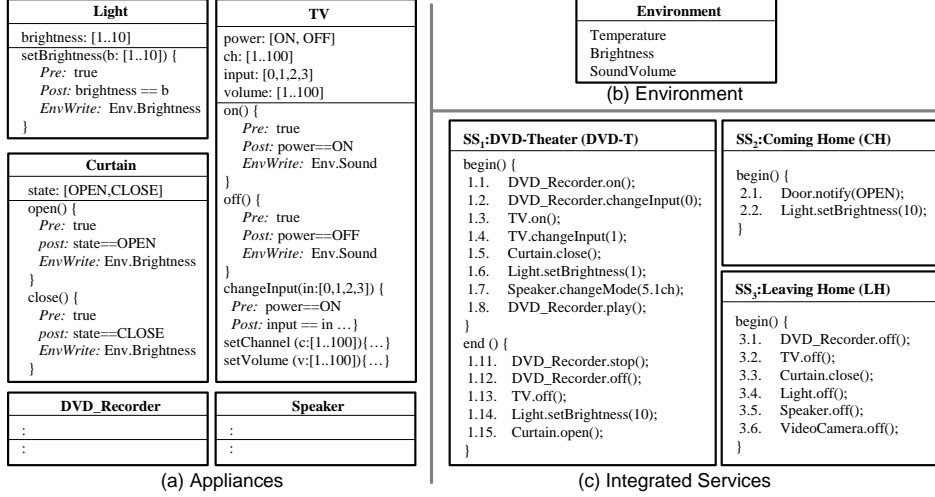 Light
brightness: [1..10]
setBrightness(b: [1..10]) {
Pre: true
Post: brightness == b
EnvWrite: Env.Brightness
}
Curtain
state: [OPEN,CLOSE]
open() {
Pre: true
post: state==OPEN
EnvWrite: Env.Brightness
}
close() {
Pre: true
post: state==CLOSE
EnvWrite: Env.Brightness
}
TV
power: [ON, OFF]
ch: [1..100]
input: [0,1,2,3]
volume: [1..100]
on() {
Pre: true
Post: power==ON
EnvWrite: Env.Sound
}
off() {
Pre: true
Post: power==OFF
EnvWrite: Env.Sound
}
changeInput(in:[0,1,2,3]) {
Pre: power==ON
Post: input == in …}
setChannel (c:[1..100]){…}
setVolume (v:[1..100]){…}
DVD_Recorder
:
:
Speaker
:
:
(a) Appliances
Environment
Temperature
Brightness
SoundVolume
(b) Environment
SS1:DVD-Theater (DVD-T)
begin() {
1.1. DVD_Recorder.on();
1.2. DVD_Recorder.changeInput(0);
1.3. TV.on();
1.4. TV.changeInput(1);
1.5. Curtain.close();
1.6. Light.setBrightness(1);
1.7. Speaker.changeMode(5.1ch);
1.8. DVD_Recorder.play();
}
end () {
1.11. DVD_Recorder.stop();
1.12. DVD_Recorder.off();
1.13. TV.off();
1.14. Light.setBrightness(10);
1.15. Curtain.open();
}
SS2:Coming Home (CH)
begin() {
2.1. Door.notify(OPEN);
2.2. Light.setBrightness(10);
}
SS3:Leaving Home (LH)
begin() {
3.1. DVD_Recorder.off();
3.2. TV.off();
3.3. Curtain.close();
3.4. Light.off();
3.5. Speaker.off();
3.6. VideoCamera.off();
}
(c) Integrated Services